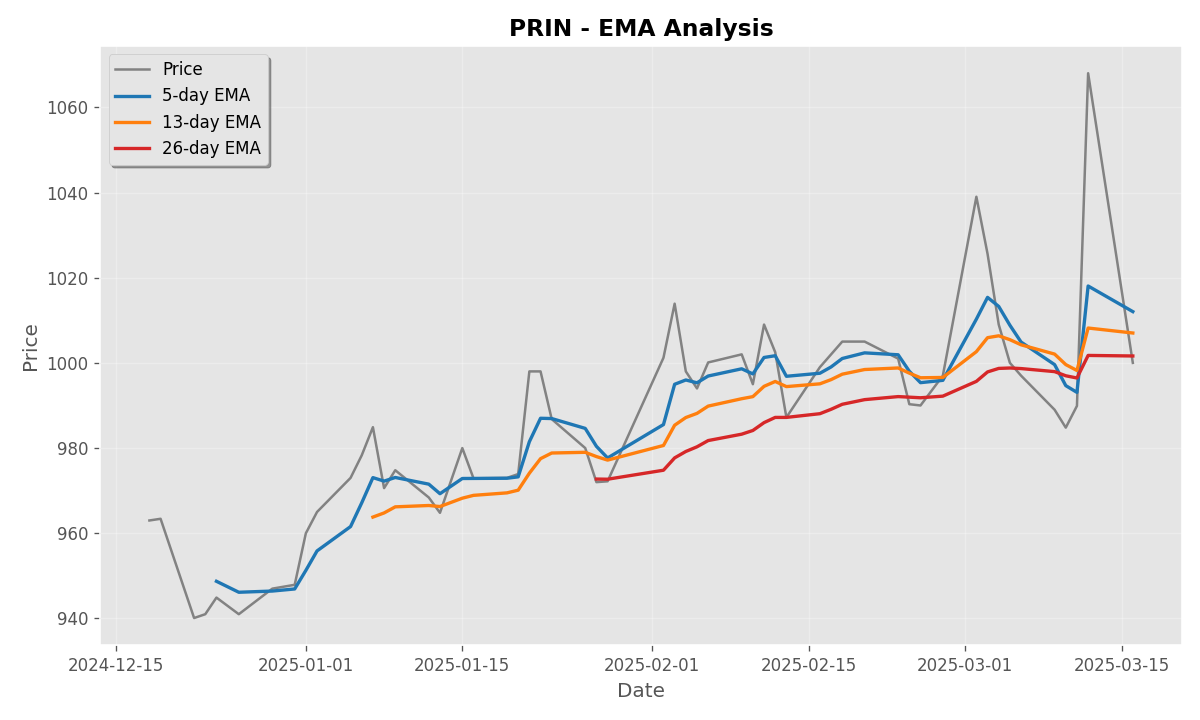 PRIN - EMA Analysis
Price
5-day EMA
13-day EMA
26-day EMA
Price
1060
1040
1020
1000
980
960
940
2024-12-15
2025-01-01
2025-01-15
2025-02-01
2025-02-15
2025-03-01
2025-03-15
Date